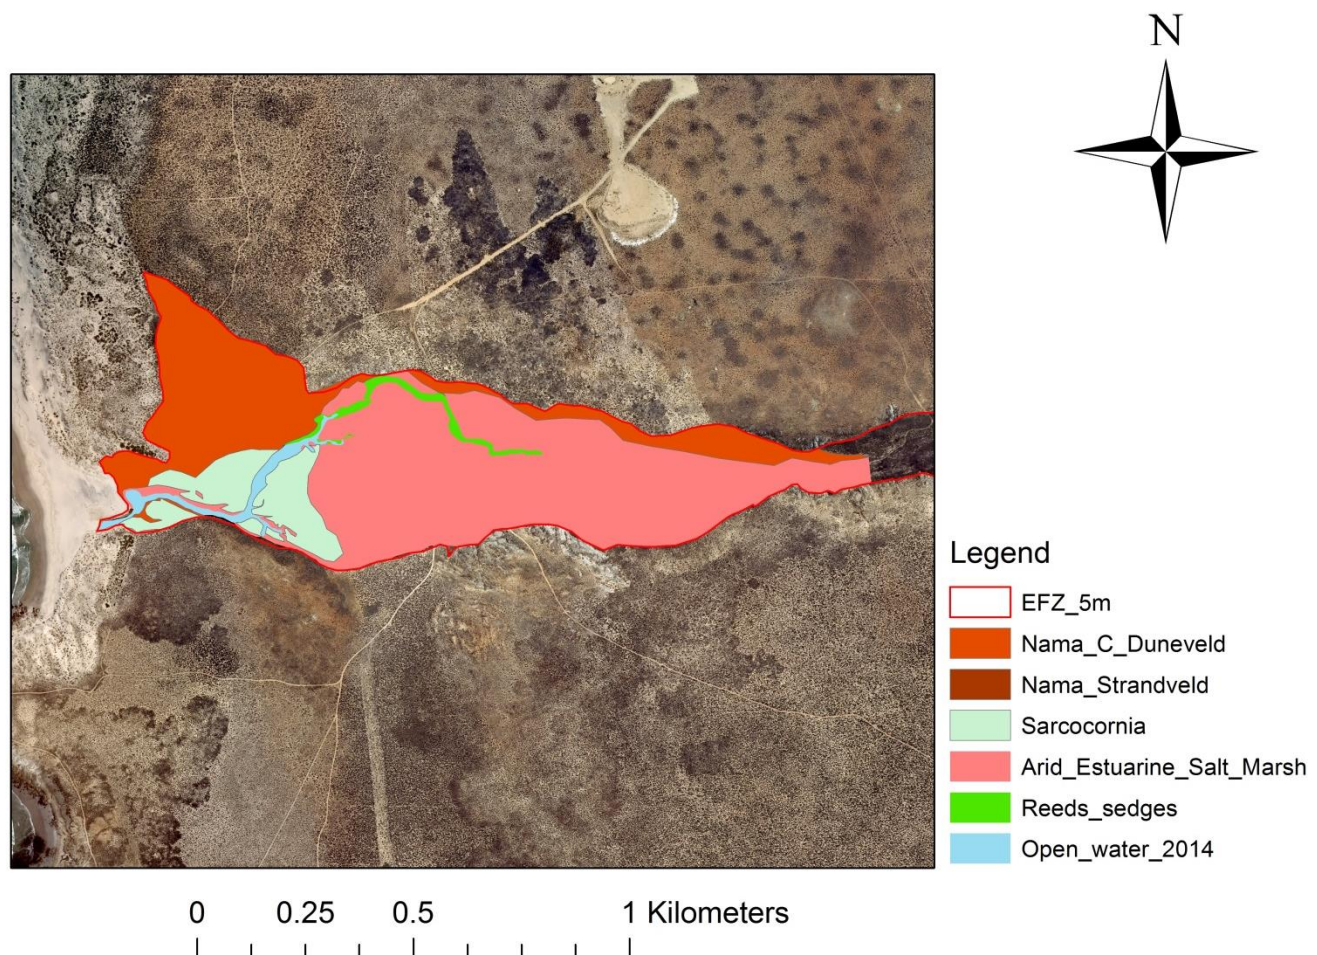 N
Legend
EFZ_5m
Nama_C_Duneveld
Nama_Strandveld
Sarcocornia
Arid_Estuarine_Salt_Marsh
Reeds_sedges
Open_water_2014
0 0.25 0.5 1 Kilometers